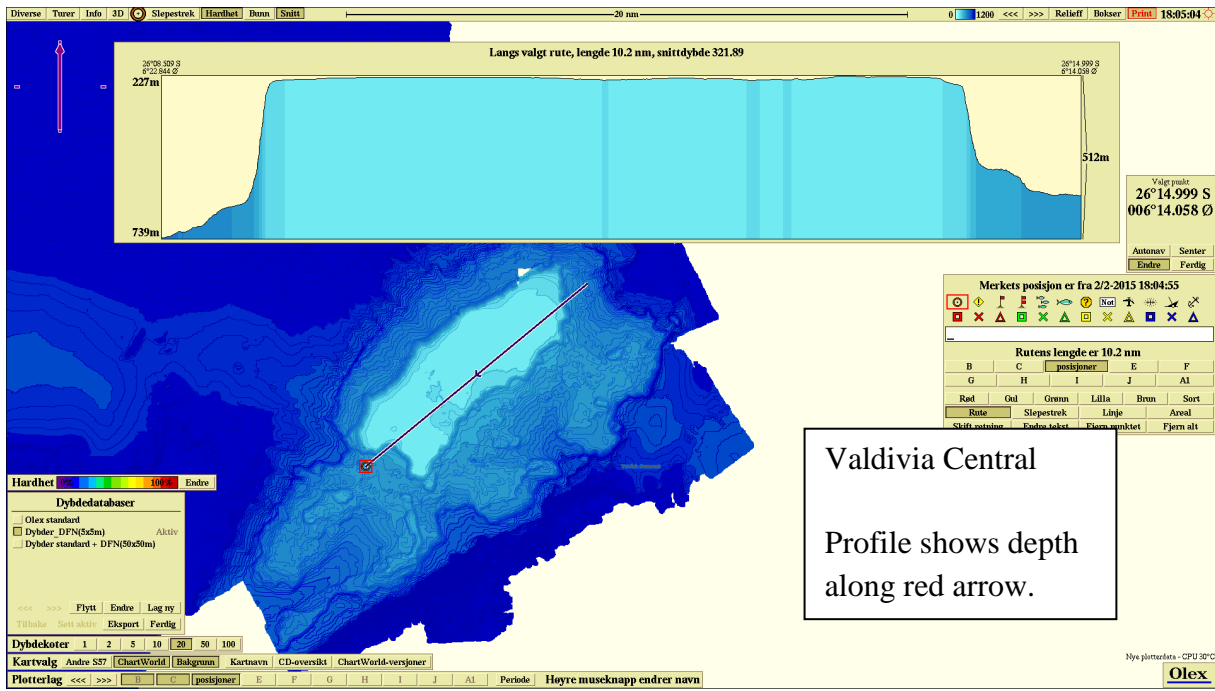 Diverse Turer Info 3D Slepestrek Hardhet Bunn Snitt 20 nm 0 1200 <<< >>> Relieff Bokser Print 18:05:04
Langs valgt rute, lengde 10.2 nm, snittdybde 321.89
26°08.509 S
6°22.844 Ø
26°14.999 S
6°14.058 Ø
227m
512m
739m
Valgt punkt
26°14.999 S
006°14.058 Ø
Autonav Senter
Endre Ferdig
Merkets posisjon er fra 2/2-2015 18:04:55
Not
Rutens lengde er 10.2 nm
B C posisjoner E F
G H I J A1
Rød Gul Grønn Lilla Brun Sort
Rute Slepestrek Linje Areal
Skift retning Endre tekst Fjern punktet Fjern alt
Valdivia Central
Profile shows depth
along red arrow.
Hardhet 0% 100% Endre
Dybdedatabaser
Olex standard
Dybder_DFN(5x5m) Aktiv
Dybder standard + DFN(50x50m)
<<< >>> Flytt Endre Lag ny
Tilbake Sett aktiv Eksport Ferdig
Dybdekoter 1 2 5 10 20 50 100
Kartvalg Andre S57 ChartWorld Bakgrunn Kartnavn CD-oversikt ChartWorld-versjoner
Plotterlag <<< >>> B C posisjoner E F G H I J A1 Periode Høyre museknapp endrer navn
Nye plotterdata - CPU 30°C
Olex